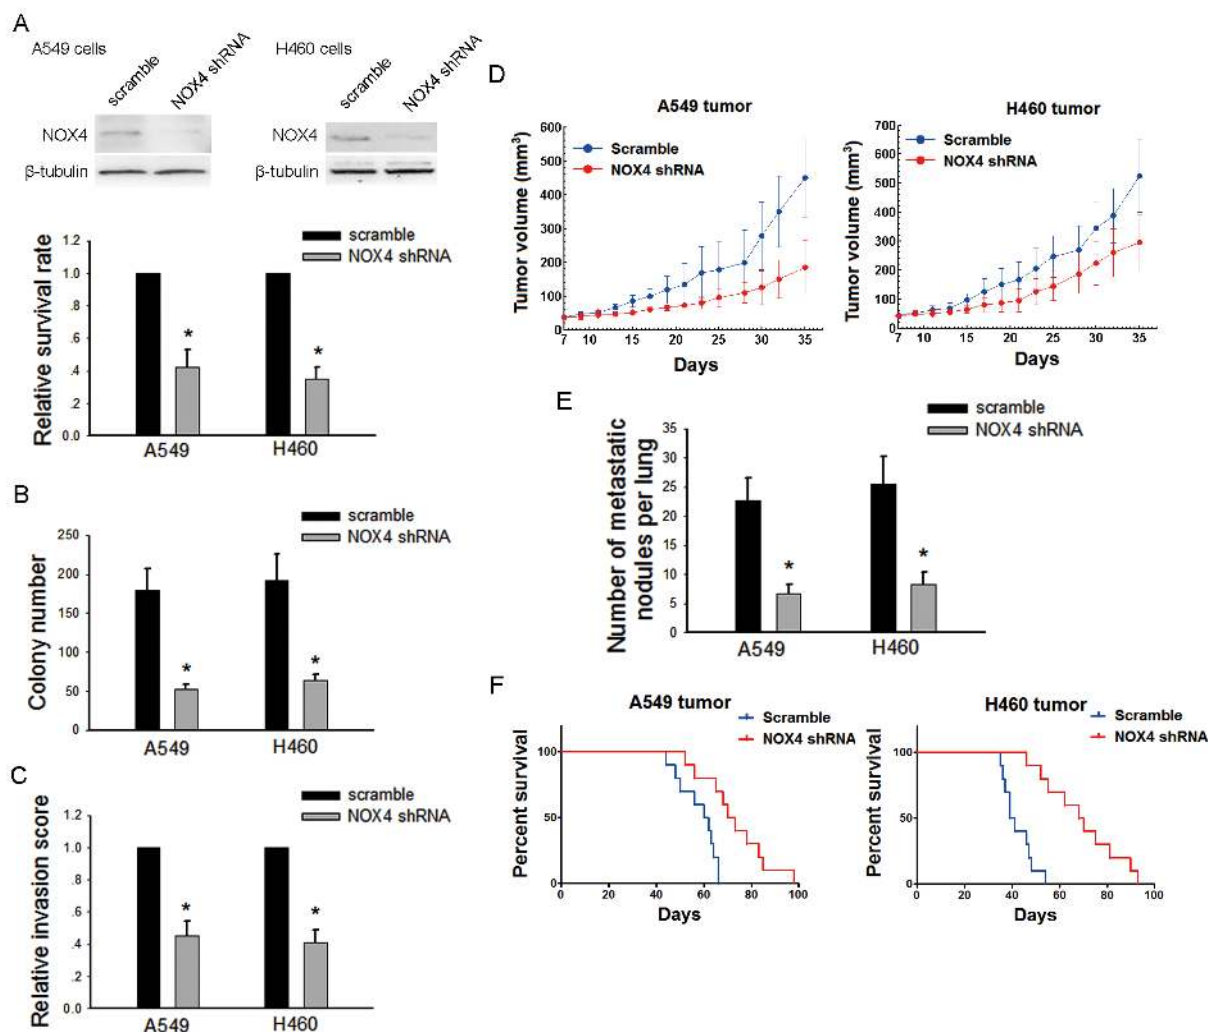 A
A549 cells
scramble
NOX4 shRNA
NOX4
β-tubulin
H460 cells
scramble
NOX4 shRNA
NOX4
β-tubulin
scramble
NOX4 shRNA
Relative survival rate
1.2
1.0
.8
.6
.4
.2
0.0
*
*
A549
H460
B
scramble
NOX4 shRNA
Colony number
250
200
150
100
50
0
*
*
A549
H460
C
scramble
NOX4 shRNA
Relative invasion score
1.2
1.0
.8
.6
.4
.2
0.0
*
*
A549
H460
D
A549 tumor
Scramble
NOX4 shRNA
Tumor volume (mm³)
600
500
400
300
200
100
0
7 10 15 20 25 30 35
Days
H460 tumor
Scramble
NOX4 shRNA
Tumor volume (mm³)
700
600
500
400
300
200
100
0
7 10 15 20 25 30 35
Days
E
scramble
NOX4 shRNA
Number of metastatic
nodules per lung
35
30
25
20
15
10
5
0
*
*
A549
H460
F
A549 tumor
Scramble
NOX4 shRNA
Percent survival
100
50
0
0 20 40 60 80 100
Days
H460 tumor
Scramble
NOX4 shRNA
Percent survival
100
50
0
0 20 40 60 80 100
Days